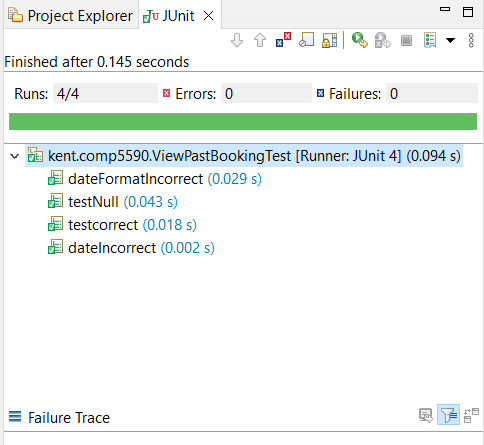 Project Explorer JUnit
Finished after 0.145 seconds
Runs: 4/4 Errors: 0 Failures: 0
kent.comp5590.ViewPastBookingTest [Runner: JUnit 4] (0.094 s)
dateFormatIncorrect (0.029 s)
testNull (0.043 s)
testcorrect (0.018 s)
dateIncorrect (0.002 s)
Failure Trace